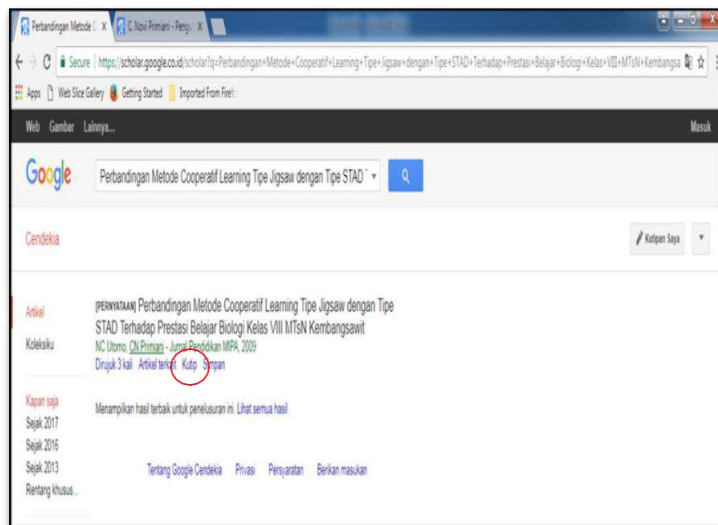 Perbandingan Metode C X
C. Novi Primiani - Peng X
Secure | https://scholar.google.co.id/scholar?q=Perbandingan+Metode+Cooperatif+Learning+Tipe+Jigsaw+dengan+Tipe+STAD+Terhadap+Prestasi+Belajar+Biologi+Kelas+VIII+MTsN+Kembangsa
Apps Web Slice Gallery Getting Started Imported From Firef
Web Gambar Lainnya... Masuk
Google
Perbandingan Metode Cooperatif Learning Tipe Jigsaw dengan Tipe STAD
Cendekia
Kutipan Saya
Artikel
Koleksiku
Kapan saja
Sejak 2017
Sejak 2016
Sejak 2013
Rentang khusus...
[PERNYATAAN] Perbandingan Metode Cooperatif Learning Tipe Jigsaw dengan Tipe
STAD Terhadap Prestasi Belajar Biologi Kelas VIII MTsN Kembangsawit
NC Utomo, CN Primiani - Jurnal Pendidikan MIPA, 2009
Dirujuk 3 kali Artikel terkait Kutip Simpan
Menampilkan hasil terbaik untuk penelusuran ini. Lihat semua hasil
Tentang Google Cendekia Privasi Persyaratan Berikan masukan